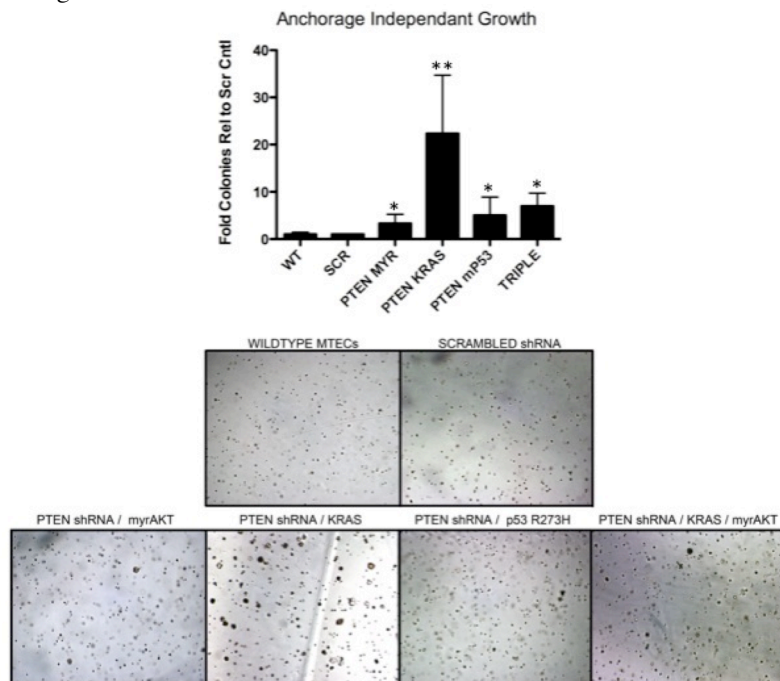 Anchorage Independant Growth
Fold Colonies Rel to Scr Cntl
40
30
20
10
0
*
**
*
*
WT
SCR
PTEN MYR
PTEN KRAS
PTEN mP53
TRIPLE
WILDTYPE MTECs
SCRAMBLED shRNA
PTEN shRNA / myrAKT
PTEN shRNA / KRAS
PTEN shRNA / p53 R273H
PTEN shRNA / KRAS / myrAKT